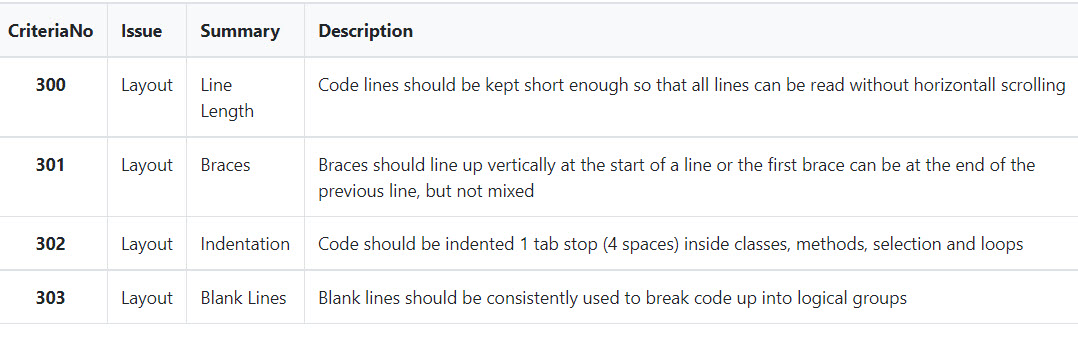 CriteriaNo Issue Summary Description
300 Layout Line Length Code lines should be kept short enough so that all lines can be read without horizontall scrolling
301 Layout Braces Braces should line up vertically at the start of a line or the first brace can be at the end of the
previous line, but not mixed
302 Layout Indentation Code should be indented 1 tab stop (4 spaces) inside classes, methods, selection and loops
303 Layout Blank Lines Blank lines should be consistently used to break code up into logical groups